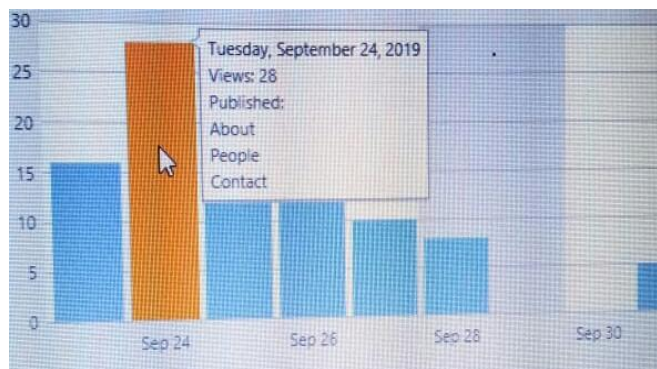 30
Tuesday, September 24, 2019
25
Views: 28
Published:
20
About
People
15
Contact
10
5
0
Sep 24
Sep 26
Sep 28
Sep 30